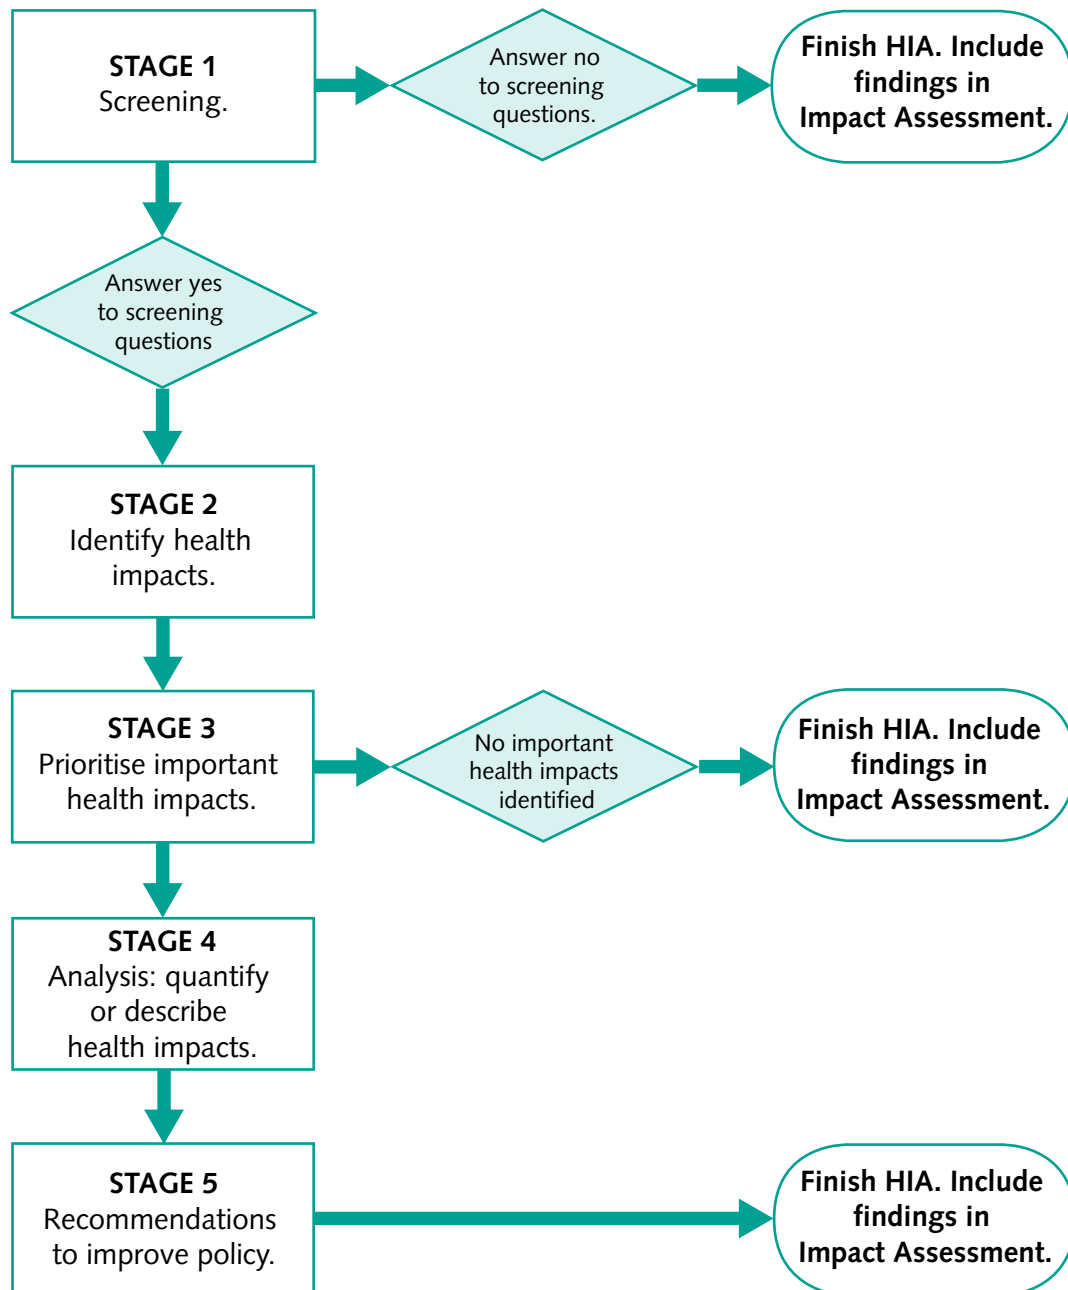 STAGE 1
Screening.
Answer no
to screening
questions.
Finish HIA. Include
findings in
Impact Assessment.
Answer yes
to screening
questions
STAGE 2
Identify health
impacts.
STAGE 3
Prioritise important
health impacts.
No important
health impacts
identified
Finish HIA. Include
findings in
Impact Assessment.
STAGE 4
Analysis: quantify
or describe
health impacts.
STAGE 5
Recommendations
to improve policy.
Finish HIA. Include
findings in
Impact Assessment.